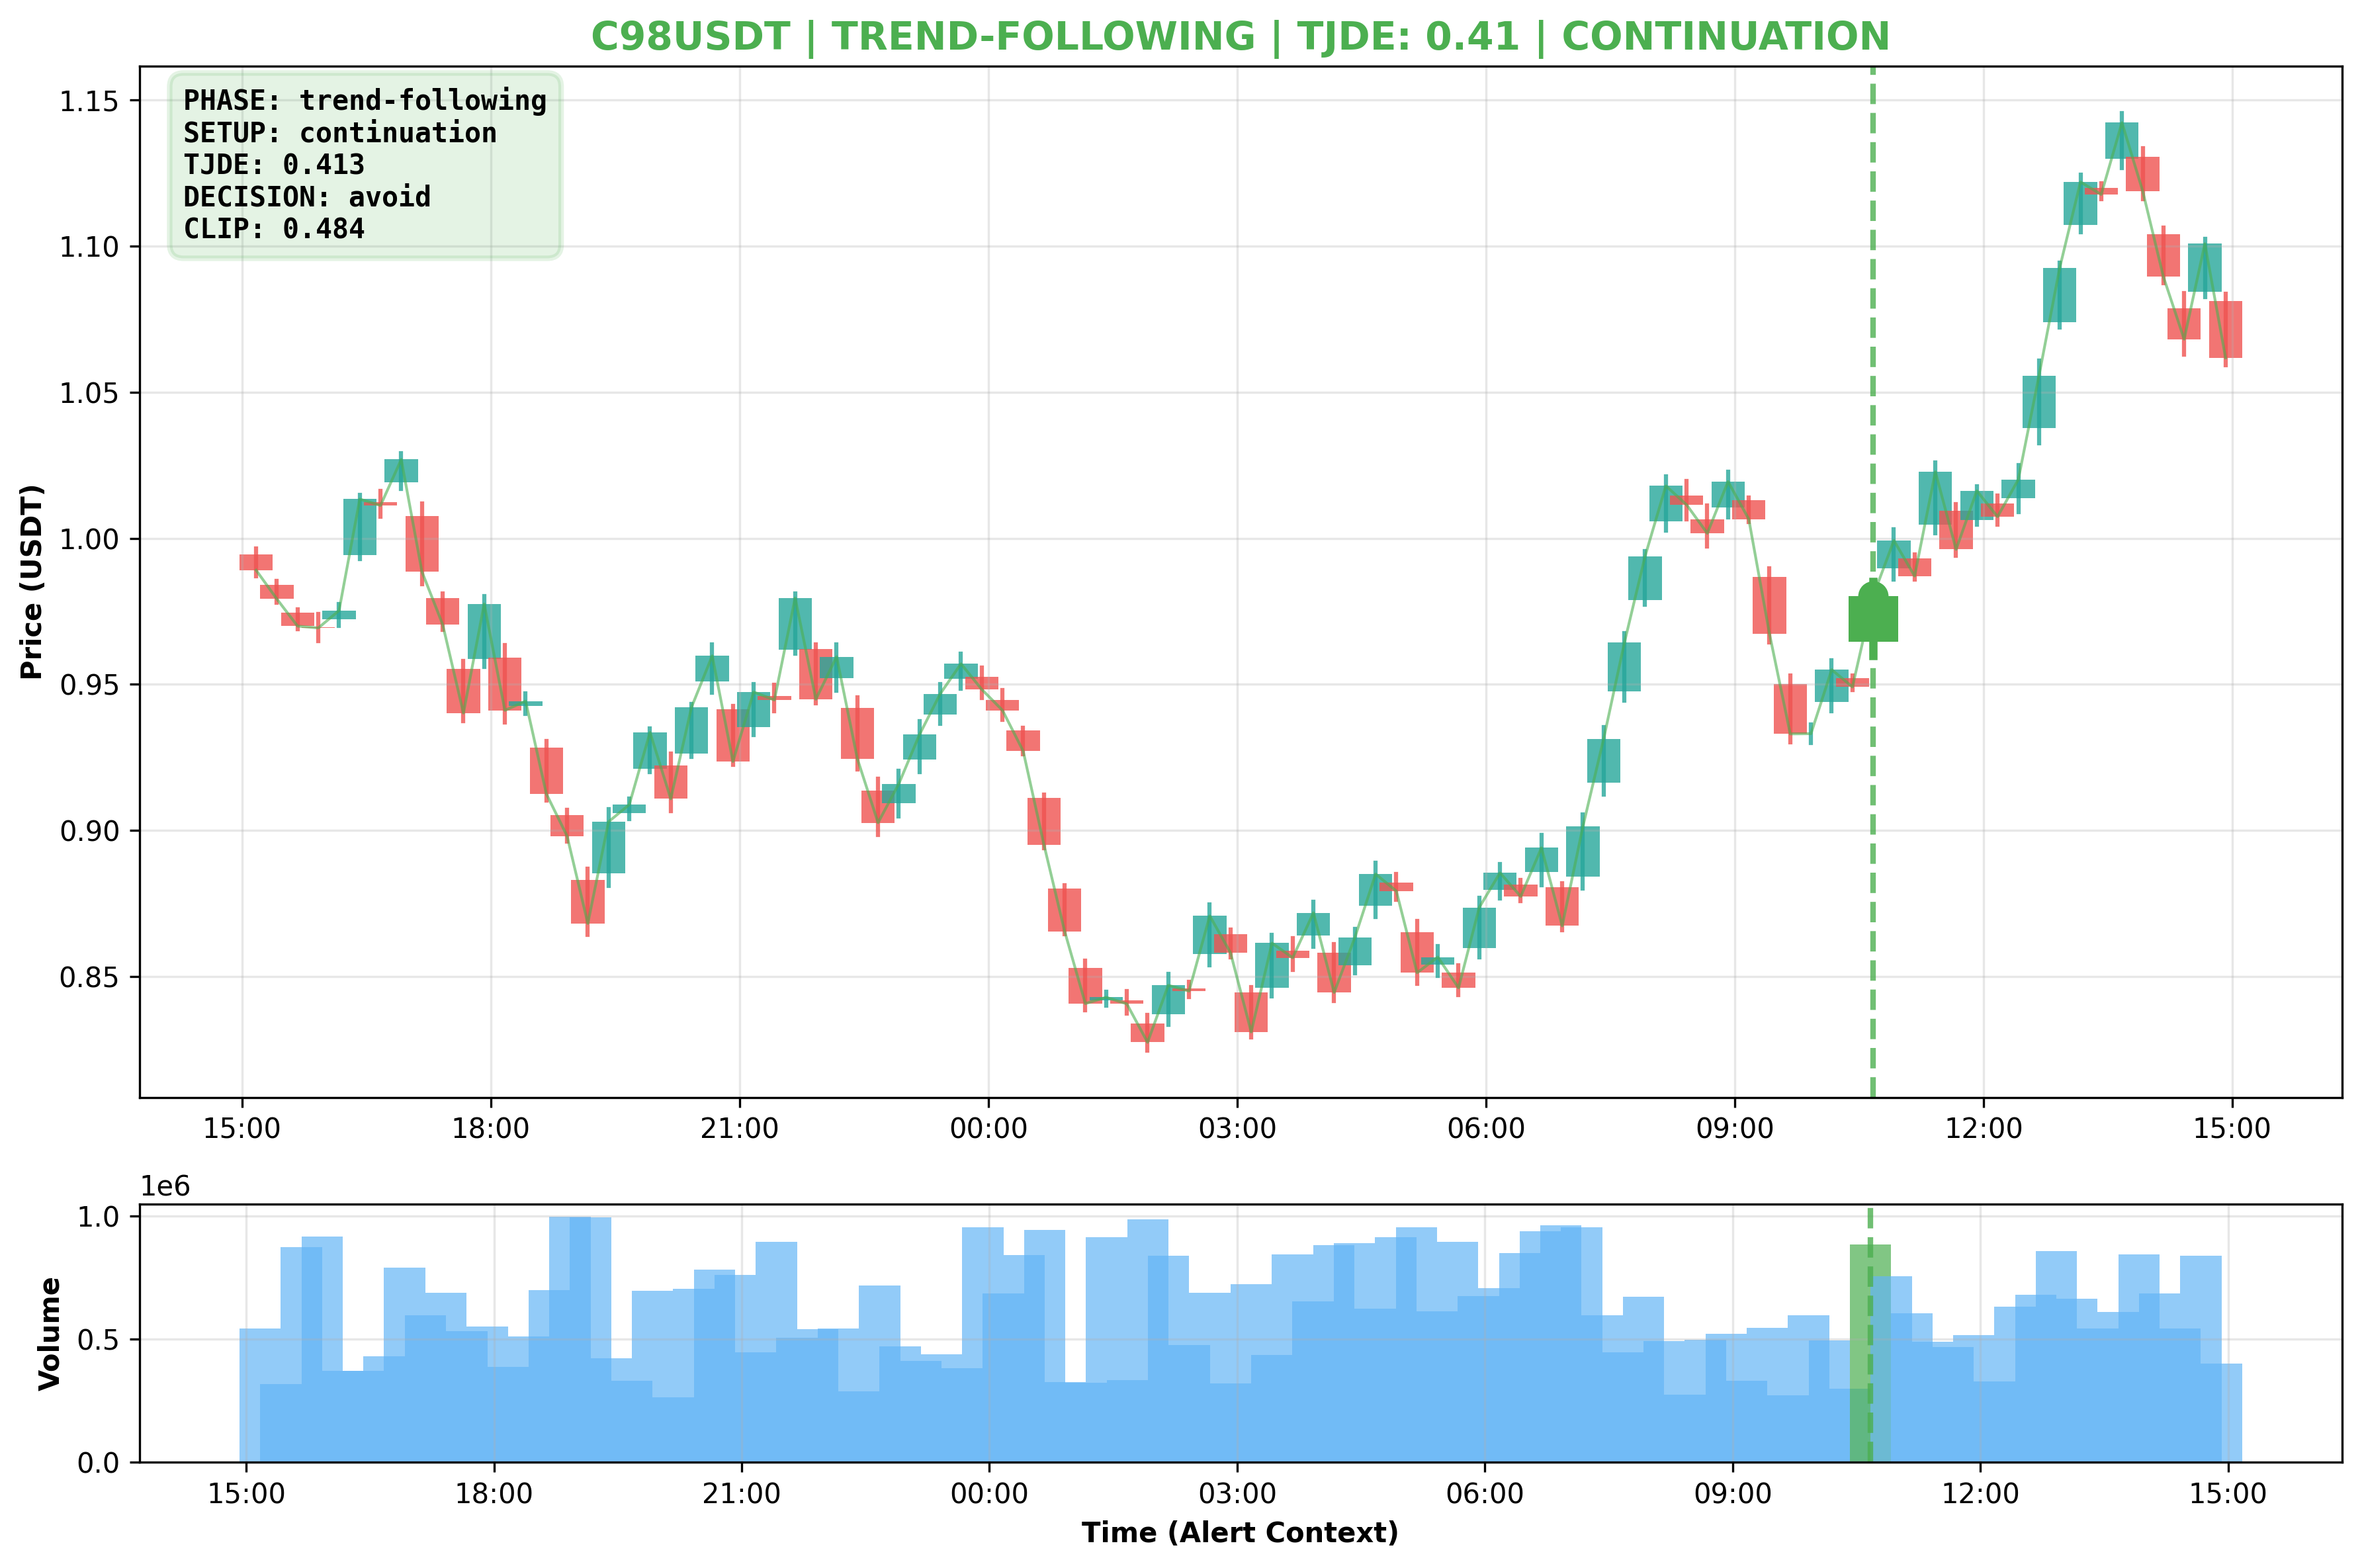 C98USDT | TREND-FOLLOWING | TJDE: 0.41 | CONTINUATION
PHASE: trend-following
SETUP: continuation
TJDE: 0.413
DECISION: avoid
CLIP: 0.484
Price (USDT)
1.15
1.10
1.05
1.00
0.95
0.90
0.85
15:00 18:00 21:00 00:00 03:00 06:00 09:00 12:00 15:00
1e6
Volume
1.0
0.5
0.0
15:00 18:00 21:00 00:00 03:00 06:00 09:00 12:00 15:00
Time (Alert Context)